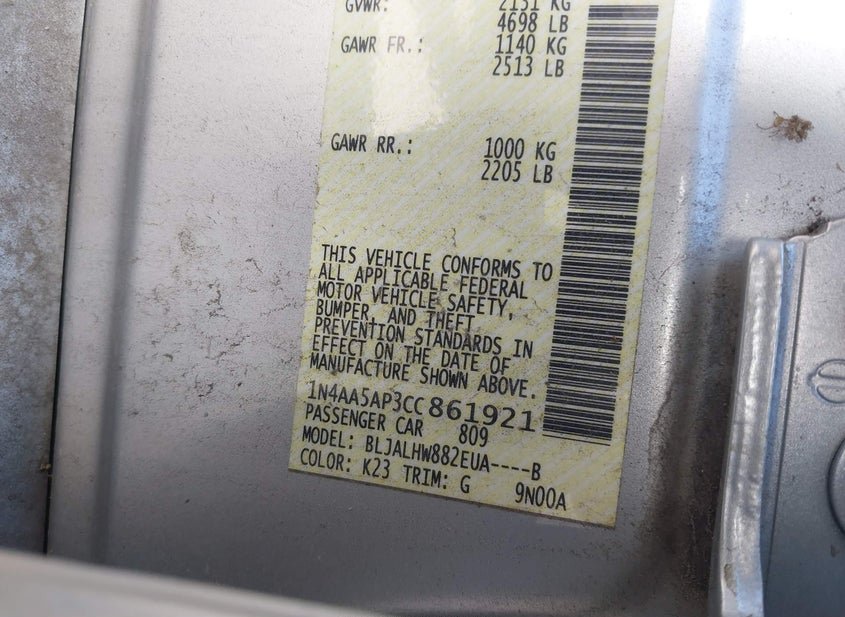 GVWR: 2131 KG
4698 LB
GAWR FR.: 1140 KG
2513 LB
GAWR RR.: 1000 KG
2205 LB
THIS VEHICLE CONFORMS TO
ALL APPLICABLE FEDERAL
MOTOR VEHICLE SAFETY,
BUMPER, AND THEFT
PREVENTION STANDARDS IN
EFFECT ON THE DATE OF
MANUFACTURE SHOWN ABOVE.
1N4AA5AP3CC861921
PASSENGER CAR 809
MODEL: BLJALHW882EUA----B
COLOR: K23 TRIM: G 9N00A